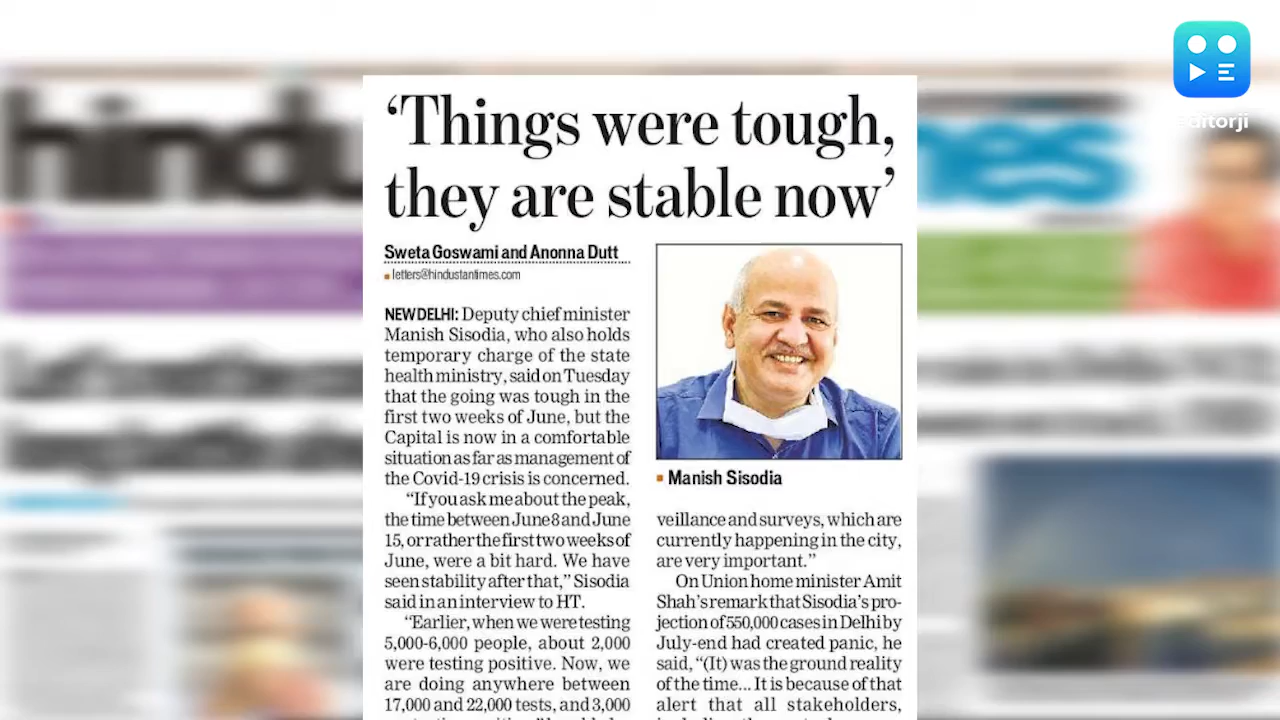 'Things were tough,
they are stable now'
Sweta Goswami and Anonna Dutt
letters@hindustantimes.com
NEW DELHI: Deputy chief minister
Manish Sisodia, who also holds
temporary charge of the state
health ministry, said on Tuesday
that the going was tough in the
first two weeks of June, but the
Capital is now in a comfortable
situation as far as management of
the Covid-19 crisis is concerned.
"If you ask me about the peak,
the time between June 8 and June
15, or rather the first two weeks of
June, were a bit hard. We have
seen stability after that," Sisodia
said in an interview to HT.
"Earlier, when we were testing
5,000-6,000 people, about 2,000
were testing positive. Now, we
are doing anywhere between
17,000 and 22,000 tests, and 3,000
Manish Sisodia
veillance and surveys, which are
currently happening in the city,
are very important."
On Union home minister Amit
Shah's remark that Sisodia's pro-
jection of 550,000 cases in Delhi by
July-end had created panic, he
said, "(It) was the ground reality
of the time... It is because of that
alert that all stakeholders,
editorji